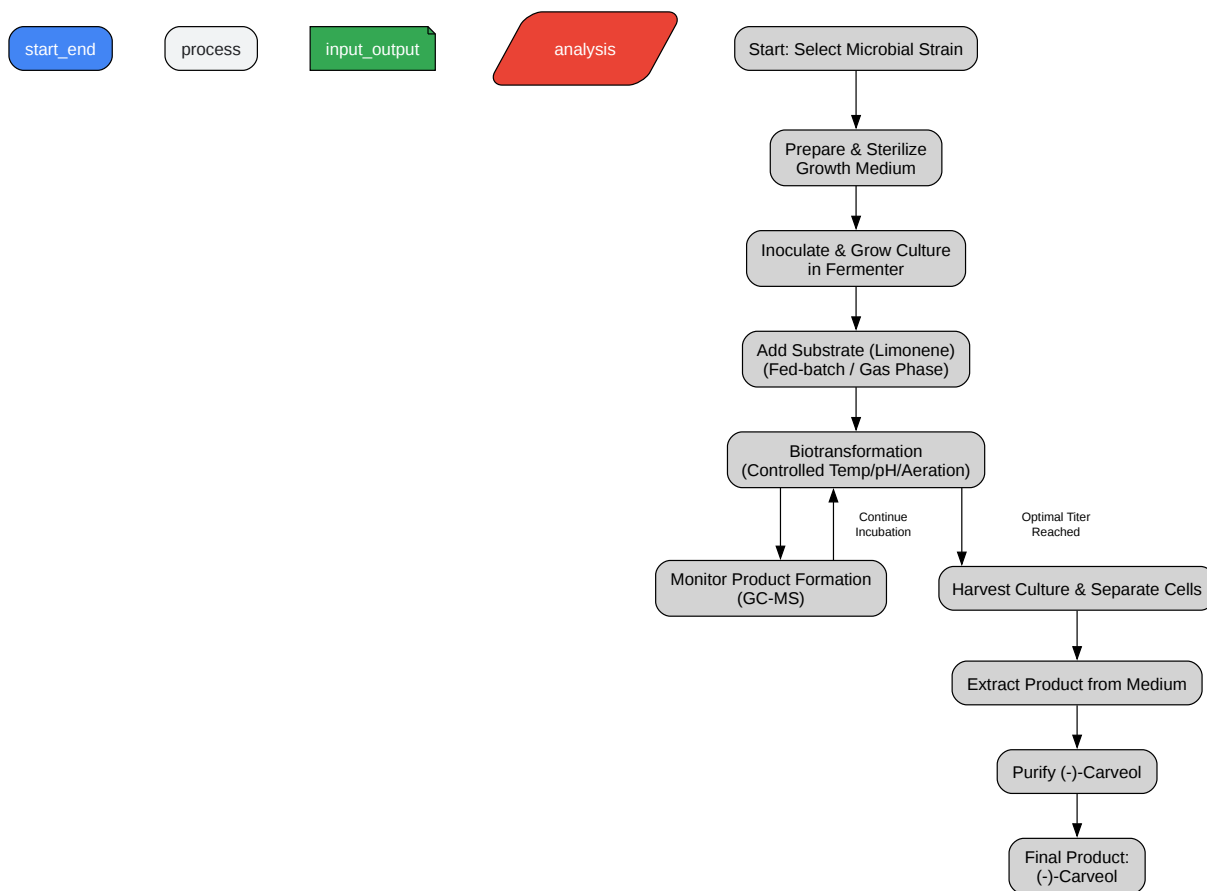 start_end
process
input_output
analysis
Start: Select Microbial Strain
Prepare & Sterilize
Growth Medium
Inoculate & Grow Culture
in Fermenter
Add Substrate (Limonene)
(Fed-batch / Gas Phase)
Biotransformation
(Controlled Temp/pH/Aeration)
Continue
Incubation
Optimal Titer
Reached
Monitor Product Formation
(GC-MS)
Harvest Culture & Separate Cells
Extract Product from Medium
Purify (-)-Carveol
Final Product:
(-)-Carveol